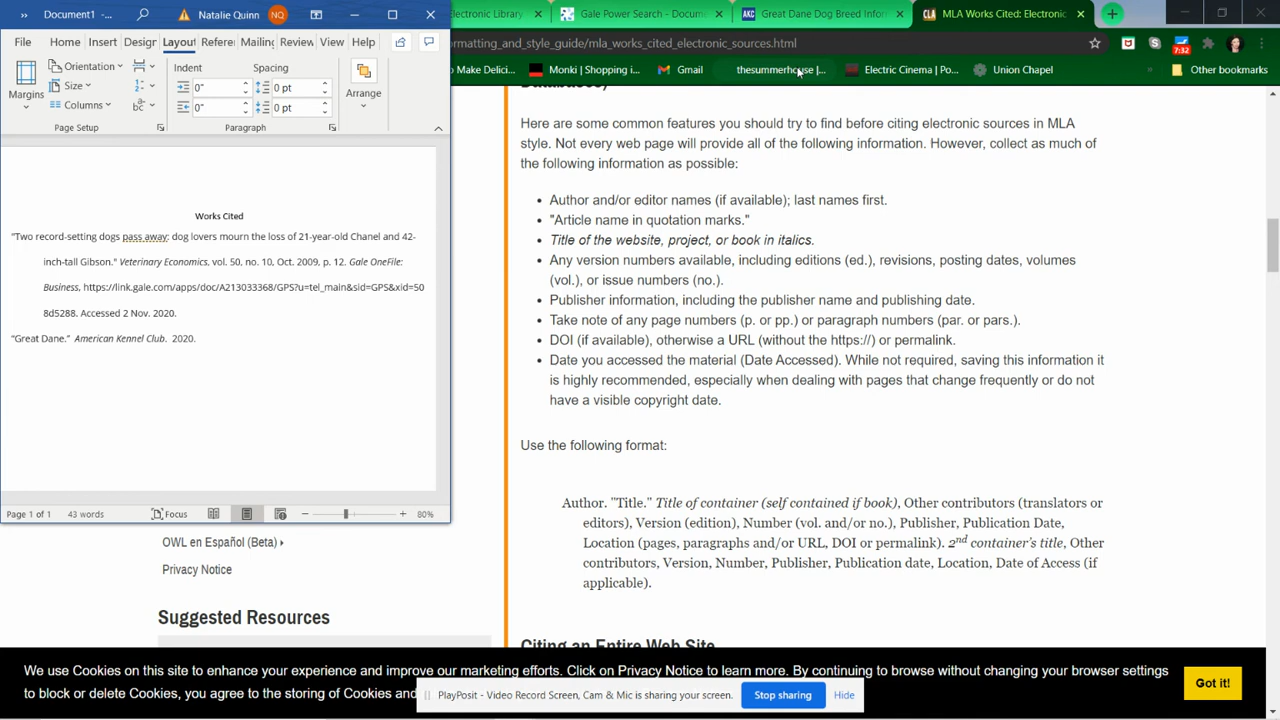 Document1 -... Natalie Quinn NQ
File Home Insert Design Layout Referer Mailing Review View Help
Margins
Orientation
Size
Columns
Page Setup
Indent Spacing
0" 0 pt
0" 0 pt
Paragraph
Arrange
Works Cited
"Two record-setting dogs pass away: dog lovers mourn the loss of 21-year-old Chanel and 42-
inch-tall Gibson." Veterinary Economics, vol. 50, no. 10, Oct. 2009, p. 12. Gale OneFile:
Business, https://link.gale.com/apps/doc/A213033368/GPS?u=tel_main&sid=GPS&xid=50
8d5288. Accessed 2 Nov. 2020.
“Great Dane.” American Kennel Club. 2020.
Page 1 of 1 43 words Focus 80%
lectronic Library Gale Power Search - Docum AKC Great Dane Dog Breed Infor MLA Works Cited: Electronic
rmatting_and_style_guide/mla_works_cited_electronic_sources.html 7:32
o Make Delici... Monki | Shopping i... Gmail thesummerhouse |... Electric Cinema | Po... Union Chapel Other bookmarks
Here are some common features you should try to find before citing electronic sources in MLA
style. Not every web page will provide all of the following information. However, collect as much of
the following information as possible:
• Author and/or editor names (if available); last names first.
• "Article name in quotation marks."
• Title of the website, project, or book in italics.
• Any version numbers available, including editions (ed.), revisions, posting dates, volumes
(vol.), or issue numbers (no.).
• Publisher information, including the publisher name and publishing date.
• Take note of any page numbers (p. or pp.) or paragraph numbers (par. or pars.).
• DOI (if available), otherwise a URL (without the https://) or permalink.
• Date you accessed the material (Date Accessed). While not required, saving this information it
is highly recommended, especially when dealing with pages that change frequently or do not
have a visible copyright date.
Use the following format:
Author. "Title." Title of container (self contained if book), Other contributors (translators or
editors), Version (edition), Number (vol. and/or no.), Publisher, Publication Date,
Location (pages, paragraphs and/or URL, DOI or permalink). 2nd container’s title, Other
contributors, Version, Number, Publisher, Publication date, Location, Date of Access (if
applicable).
Citing an Entire Web Site
OWL en Español (Beta)
Privacy Notice
Suggested Resources
We use Cookies on this site to enhance your experience and improve our marketing efforts. Click on Privacy Notice to learn more. By continuing to browse without changing your browser settings
to block or delete Cookies, you agree to the storing of Cookies and
Got it!
PlayPosit - Video Record Screen, Cam & Mic is sharing your screen. Stop sharing Hide